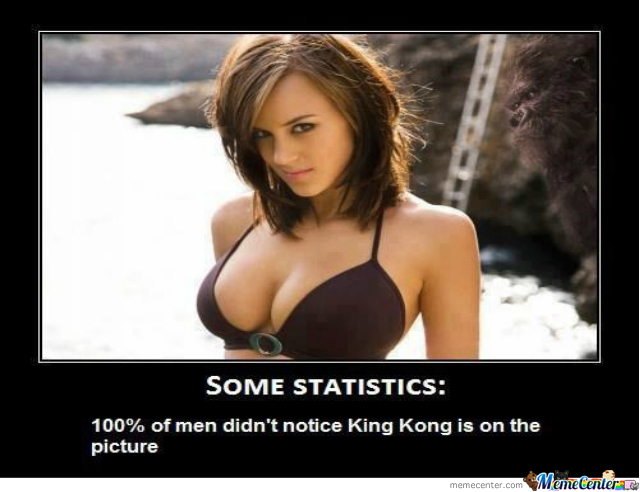 SOME STATISTICS:
100% of men didn't notice King Kong is on the
picture
memecenter.com MemeCenter